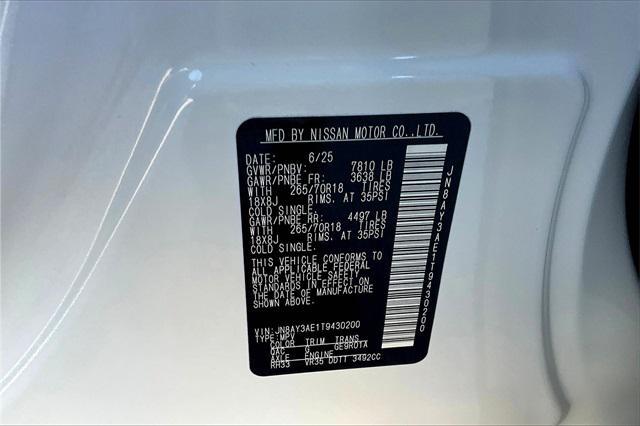 MFD BY NISSAN MOTOR CO.,LTD.
DATE: 6/25
GVWR/PNBV: 7810 LB
GAWR/PNBE FR: 3638 LB
WITH 265/70R18 TIRES
18X8J RIMS. AT 35PSI
COLD SINGLE.
GAWR/PNBE RR: 4497 LB
WITH 265/70R18 TIRES
18X8J RIMS. AT 35PSI
COLD SINGLE.
THIS VEHICLE CONFORMS TO
ALL APPLICABLE FEDERAL
MOTOR VEHICLE SAFETY
STANDARDS IN EFFECT ON
THE DATE OF MANUFACTURE
SHOWN ABOVE.
VIN: JN8AY3AE1T9430200
TYPE: MPV
COLOR TRIM TRANS
QAC G GE9R01A
AXLE ENGINE
RH33 VR35 DDTT 3492CC
JN8AY3AE1T9430200